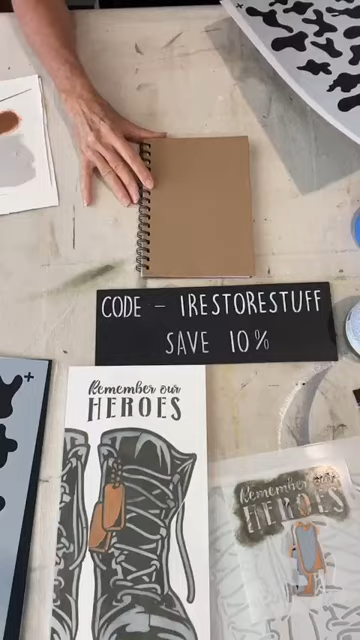 CODE - IRESTORESTUFF
SAVE 10%
Remember our
HEROES
Remember our
HEROES